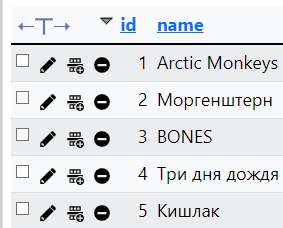 id name
1 Arctic Monkeys
2 Моргенштерн
3 BONES
4 Три дня дождя
5 Кишлак